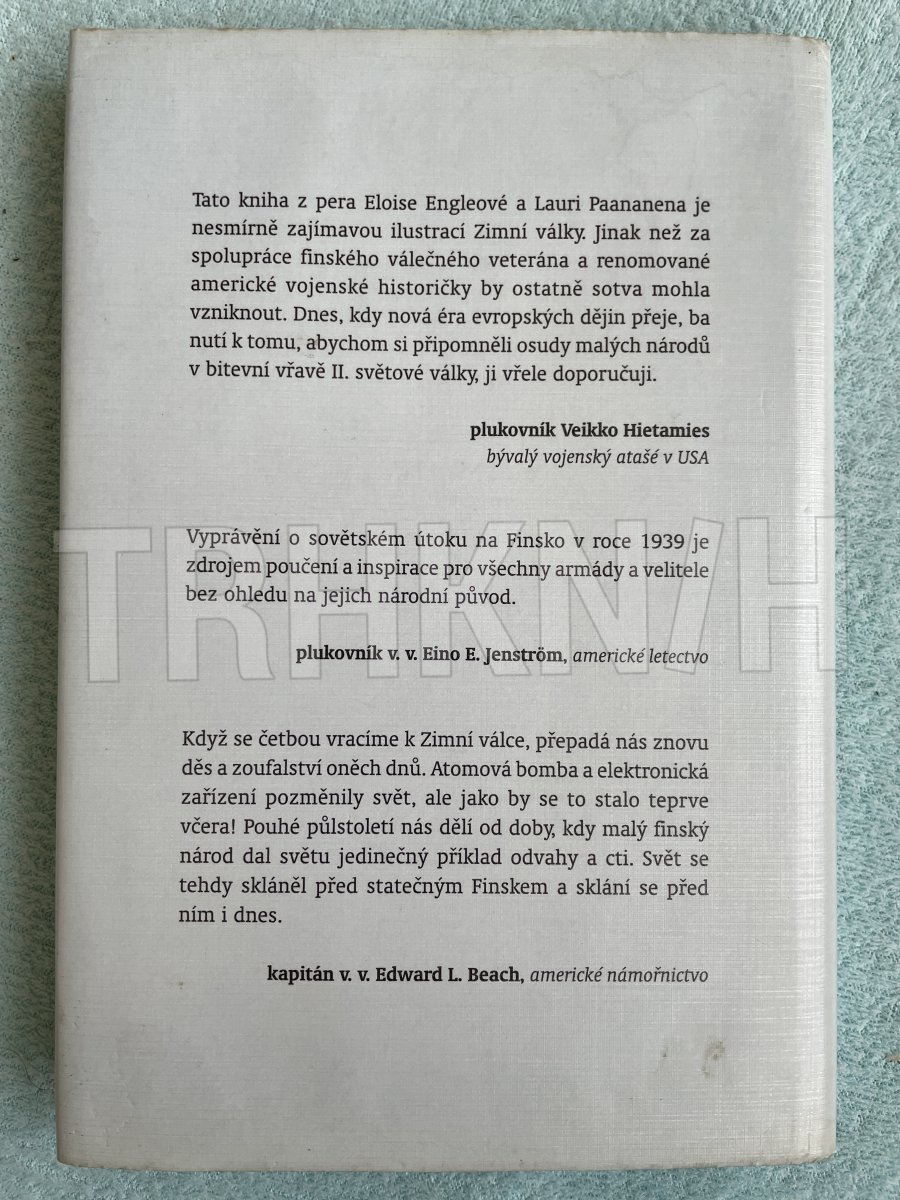 Tato kniha z pera Eloise Engleové a Lauri Paananena je
nesmírně zajímavou ilustrací Zimní války. Jinak než za
spolupráce finského válečného veterána a renomované
americké vojenské historičky by ostatně sotva mohla
vzniknout. Dnes, kdy nová éra evropských dějin přeje, ba
nutí k tomu, abychom si připomněli osudy malých národů
v bitevní vřavě II. světové války, ji vřele doporučuji.
plukovník Veikko Hietamies
bývalý vojenský atašé v USA
TRHKNIH
Vyprávění o sovětském útoku na Finsko v roce 1939 je
zdrojem poučení a inspirace pro všechny armády a velitele
bez ohledu na jejich národní původ.
plukovník v. v. Eino E. Jenström, americké letectvo
Když se četbou vracíme k Zimní válce, přepadá nás znovu
děs a zoufalství oněch dnů. Atomová bomba a elektronická
zařízení pozměnily svět, ale jako by se to stalo teprve
včera! Pouhé půlstoletí nás dělí od doby, kdy malý finský
národ dal světu jedinečný příklad odvahy a cti. Svět se
tehdy skláněl před statečným Finskem a sklání se před
ním i dnes.
kapitán v. v. Edward L. Beach, americké námořnictvo